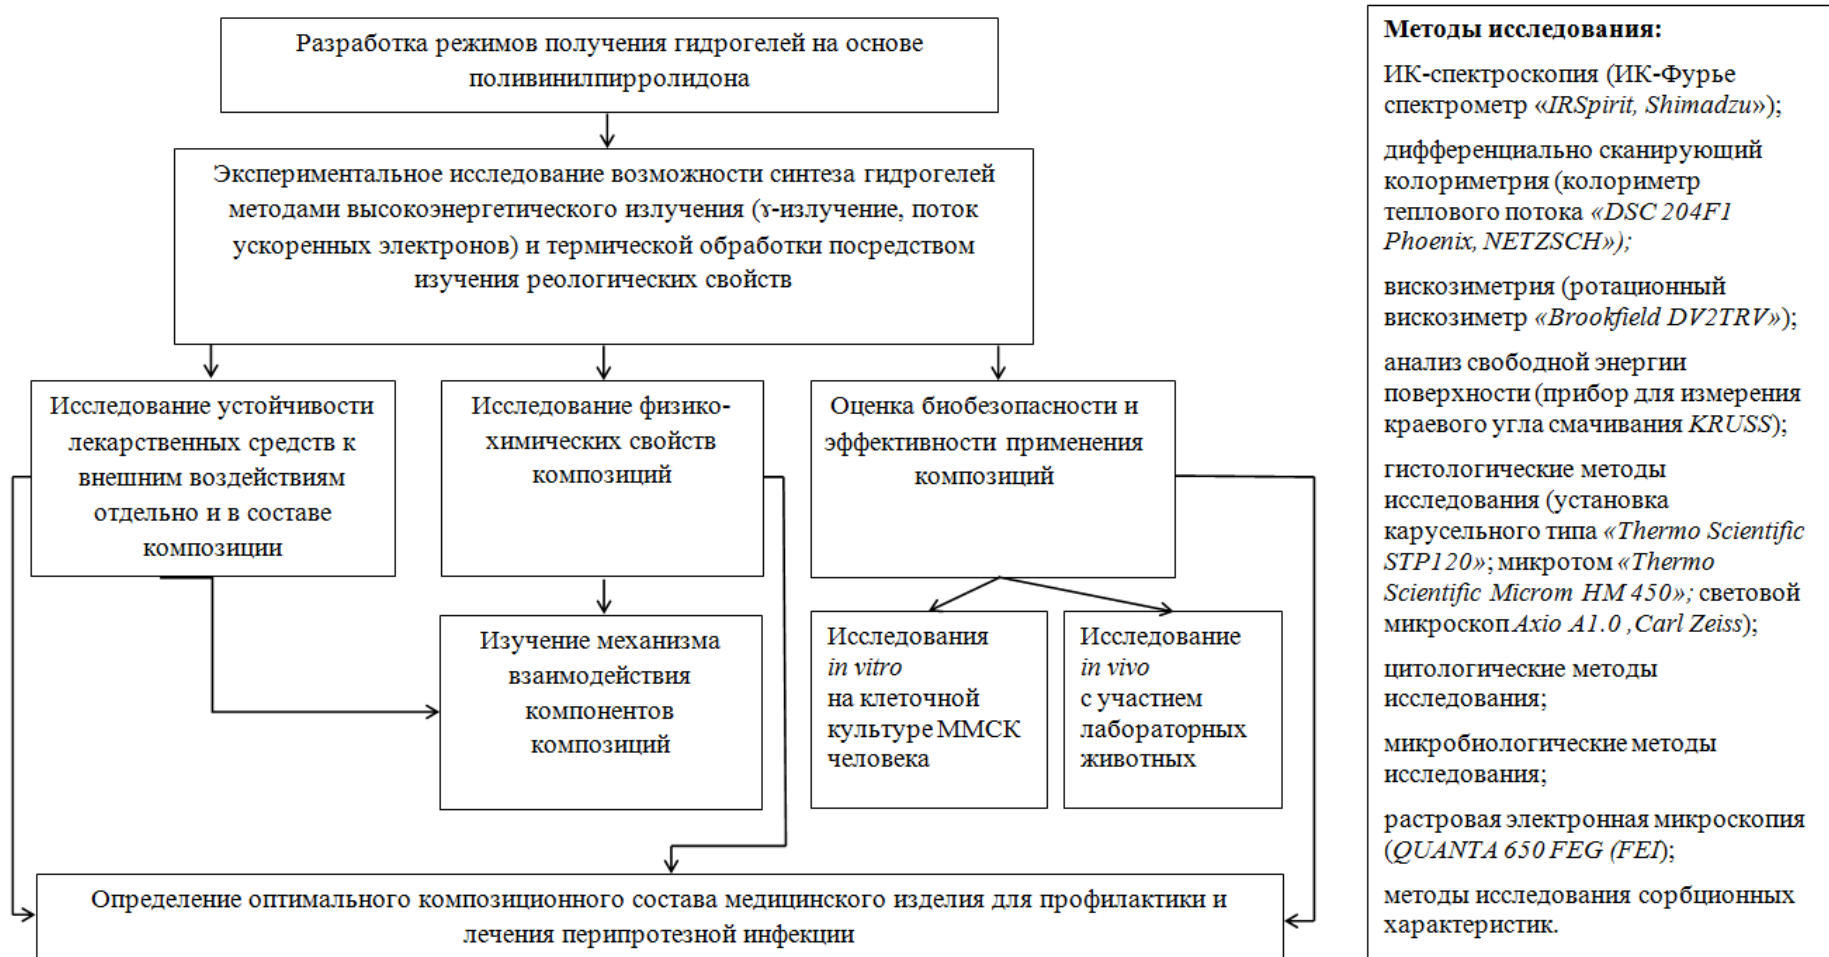 Разработка режимов получения гидрогелей на основе
поливинилпирролидона
Экспериментальное исследование возможности синтеза гидрогелей
методами высокоэнергетического излучения (ɤ-излучение, поток
ускоренных электронов) и термической обработки посредством
изучения реологических свойств
Исследование устойчивости
лекарственных средств к
внешним воздействиям
отдельно и в составе
композиции
Исследование физико-
химических свойств
композиций
Оценка биобезопасности и
эффективности применения
композиций
Изучение механизма
взаимодействия
компонентов
композиций
Исследования
in vitro
на клеточной
культуре ММСК
человека
Исследование
in vivo
с участием
лабораторных
животных
Определение оптимального композиционного состава медицинского изделия для профилактики и
лечения перипротезной инфекции
Методы исследования:
ИК-спектроскопия (ИК-Фурье
спектрометр «IRSpirit, Shimadzu»);
дифференциально сканирующий
колориметрия (колориметр
теплового потока «DSC 204F1
Phoenix, NETZSCH»);
вискозиметрия (ротационный
вискозиметр «Brookfield DV2TRV»);
анализ свободной энергии
поверхности (прибор для измерения
краевого угла смачивания KRUSS);
гистологические методы
исследования (установка
карусельного типа «Thermo Scientific
STP120»; микротом «Thermo
Scientific Microm HM 450»; световой
микроскоп Axio A1.0 ,Carl Zeiss);
цитологические методы
исследования;
микробиологические методы
исследования;
растровая электронная микроскопия
(QUANTA 650 FEG (FEI);
методы исследования сорбционных
характеристик.